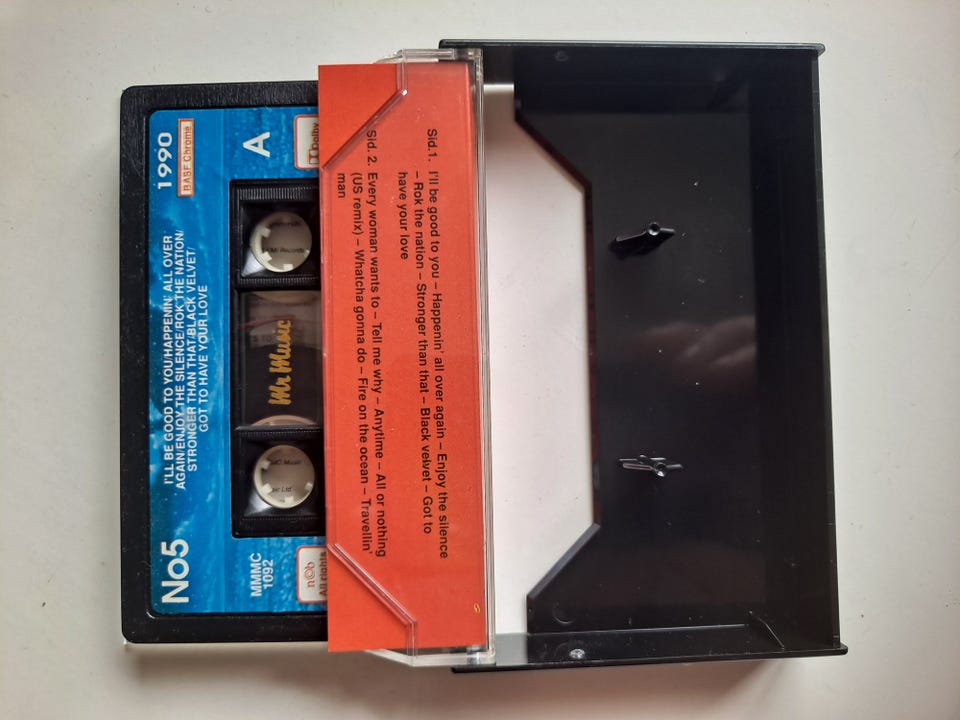 1990
BASF Chrome
A
Dolby
I'LL BE GOOD TO YOU/HAPPENIN' ALL OVER
AGAIN/ENJOY THE SILENCE/ROK THE NATION/
STRONGER THAN THAT/BLACK VELVET/
GOT TO HAVE YOUR LOVE
Mr Music
No5
MMMC
1092
n©b
All rights
Sid.1. I'll be good to you – Happenin' all over again – Enjoy the silence
– Rok the nation – Stronger than that – Black velvet – Got to
have your love
Sid. 2. Every woman wants to – Tell me why – Anytime – All or nothing
(US remix) – Whatcha gonna do – Fire on the ocean – Travellin'
man